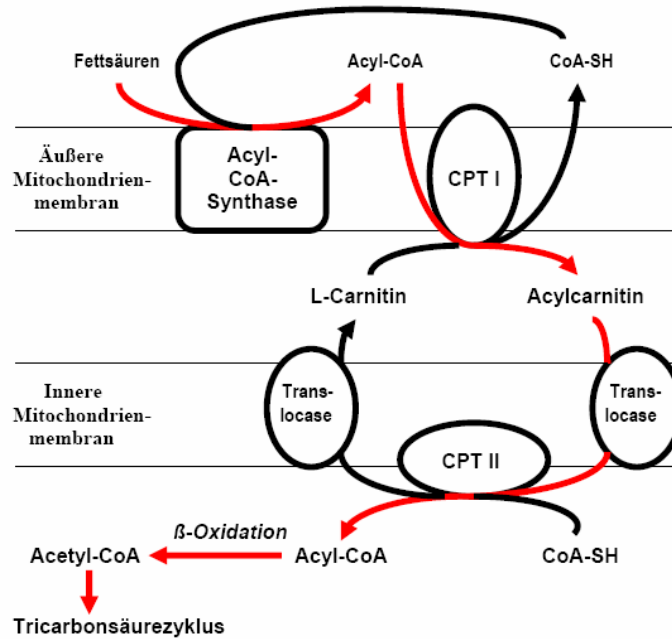 Fettsäuren
Acyl-CoA
CoA-SH
Äußere
Mitochondrien-
membran
Acyl-
CoA-
Synthase
CPT I
L-Carnitin
Acylcarnitin
Innere
Mitochondrien-
membran
Trans-
locase
Trans-
locase
CPT II
ß-Oxidation
Acetyl-CoA
Acyl-CoA
CoA-SH
Tricarbonsäurezyklus